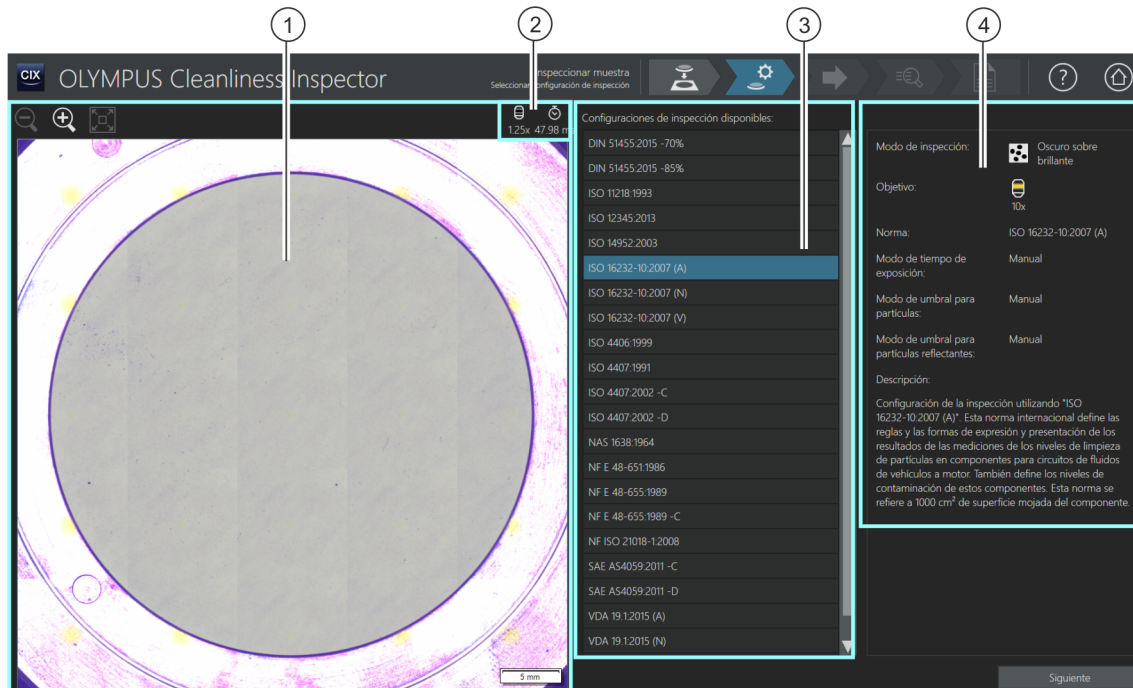 1
2
3
4
CIX
OLYMPUS Cleanliness Inspector
Inspeccionar muestra
Seleccionar configuración de inspección
?
1.25x 47.98 m
5 mm
Configuraciones de inspección disponibles:
DIN 51455:2015 -70%
DIN 51455:2015 -85%
ISO 11218:1993
ISO 12345:2013
ISO 14952:2003
ISO 16232-10:2007 (A)
ISO 16232-10:2007 (N)
ISO 16232-10:2007 (V)
ISO 4406:1999
ISO 4407:1991
ISO 4407:2002 -C
ISO 4407:2002 -D
NAS 1638:1964
NF E 48-651:1986
NF E 48-655:1989
NF E 48-655:1989 -C
NF ISO 21018-1:2008
SAE AS4059:2011 -C
SAE AS4059:2011 -D
VDA 19.1:2015 (A)
VDA 19.1:2015 (N)
Modo de inspección:
Oscuro sobre
brillante
Objetivo:
10x
Norma:
ISO 16232-10:2007 (A)
Modo de tiempo de
exposición:
Manual
Modo de umbral para
partículas:
Manual
Modo de umbral para
partículas reflectantes:
Manual
Descripción:
Configuración de la inspección utilizando "ISO
16232-10:2007 (A)". Esta norma internacional define las
reglas y las formas de expresión y presentación de los
resultados de las mediciones de los niveles de limpieza
de partículas en componentes para circuitos de fluidos
de vehículos a motor. También define los niveles de
contaminación de estos componentes. Esta norma se
refiere a 1000 cm² de superficie mojada del componente.
Siguiente